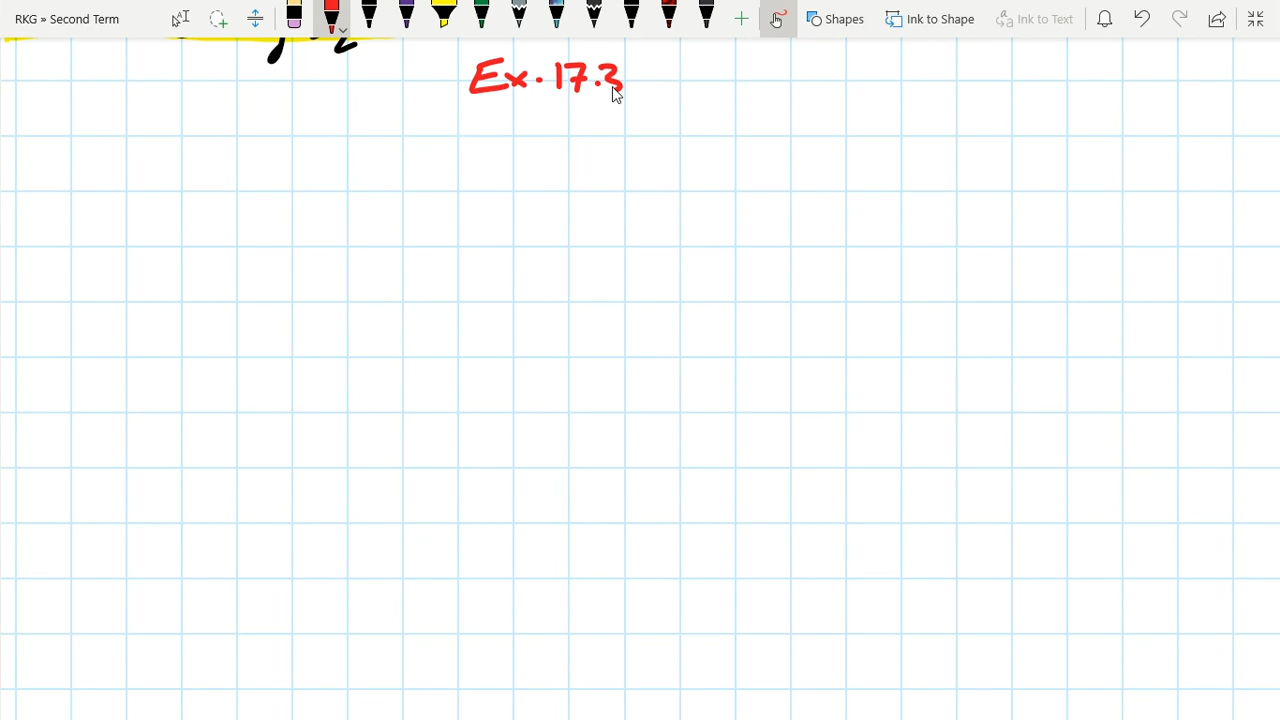 RKG » Second Term
Shapes
Ink to Shape
Ink to Text
Ex. 17.3